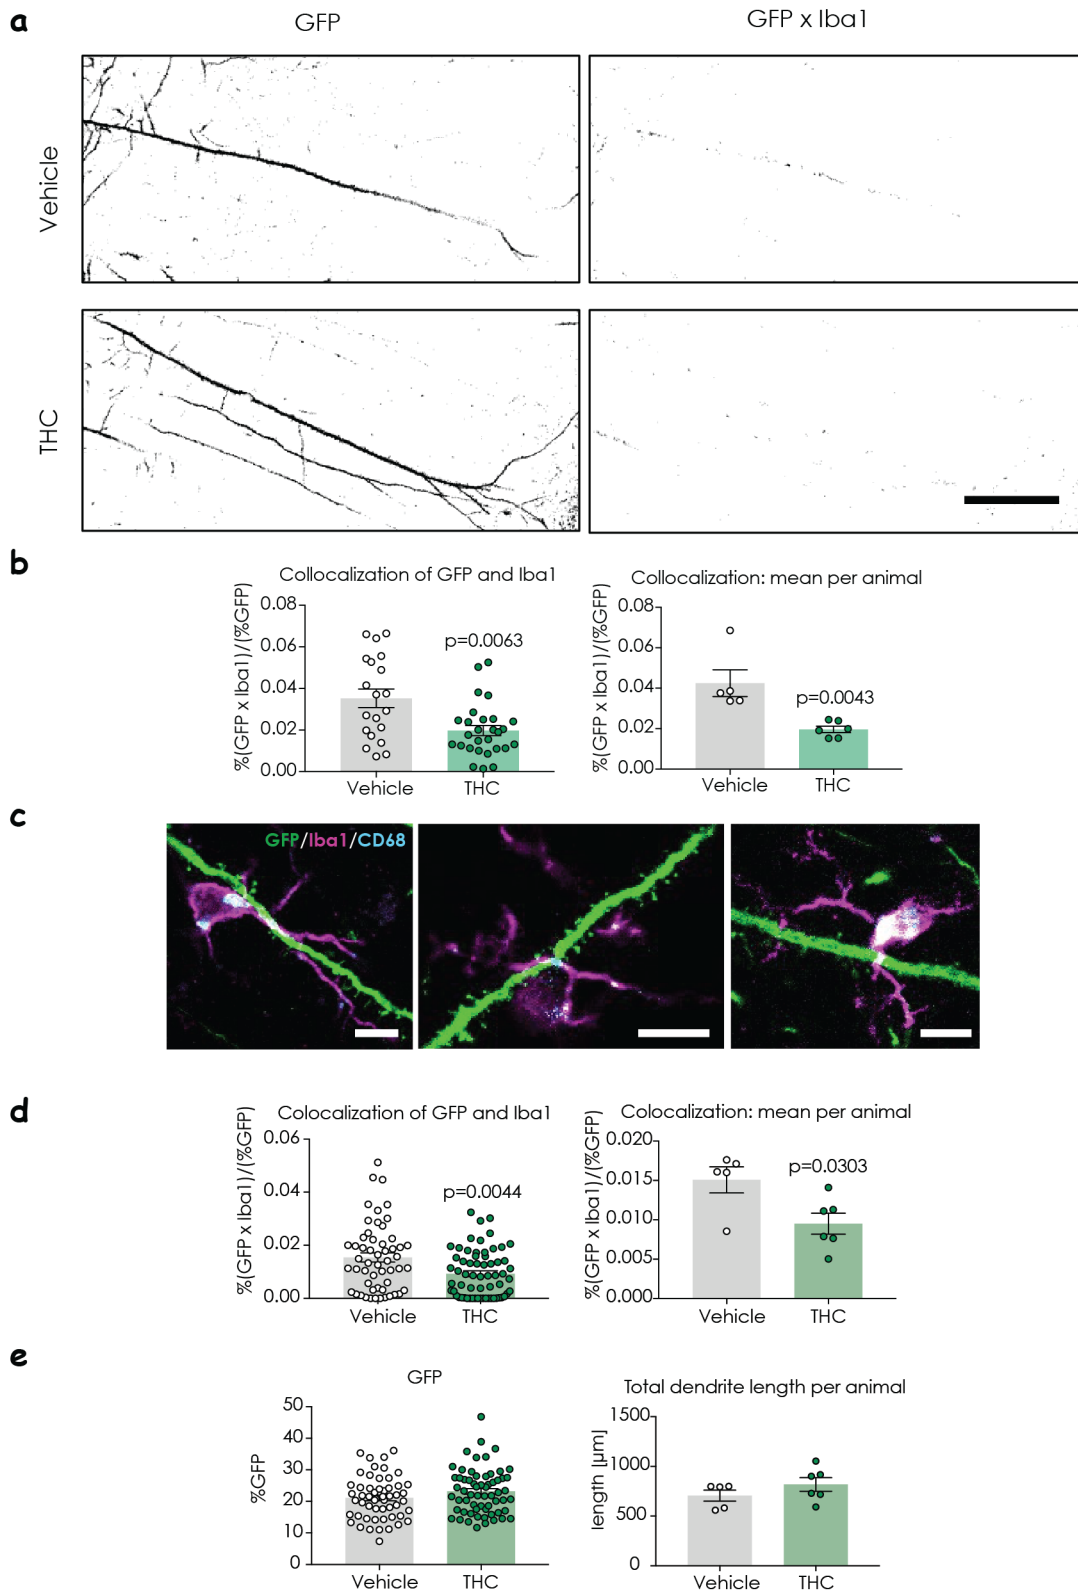 a
GFP
GFP x Iba1
Vehicle
THC
b
Collocalization of GFP and Iba1
%(GFP x Iba1)/(%GFP)
0.08
0.06
0.04
0.02
0.00
p=0.0063
Vehicle
THC
Collocalization: mean per animal
%(GFP x Iba1)/(%GFP)
0.08
0.06
0.04
0.02
0.00
p=0.0043
Vehicle
THC
c
GFP/Iba1/CD68
d
Colocalization of GFP and Iba1
%(GFP x Iba1)/(%GFP)
0.06
0.04
0.02
0.00
p=0.0044
Vehicle
THC
Colocalization: mean per animal
%(GFP x Iba1)/(%GFP)
0.020
0.015
0.010
0.005
0.000
p=0.0303
Vehicle
THC
e
GFP
%GFP
50
40
30
20
10
0
Vehicle
THC
Total dendrite length per animal
length [µm]
1500
1000
500
0
Vehicle
THC